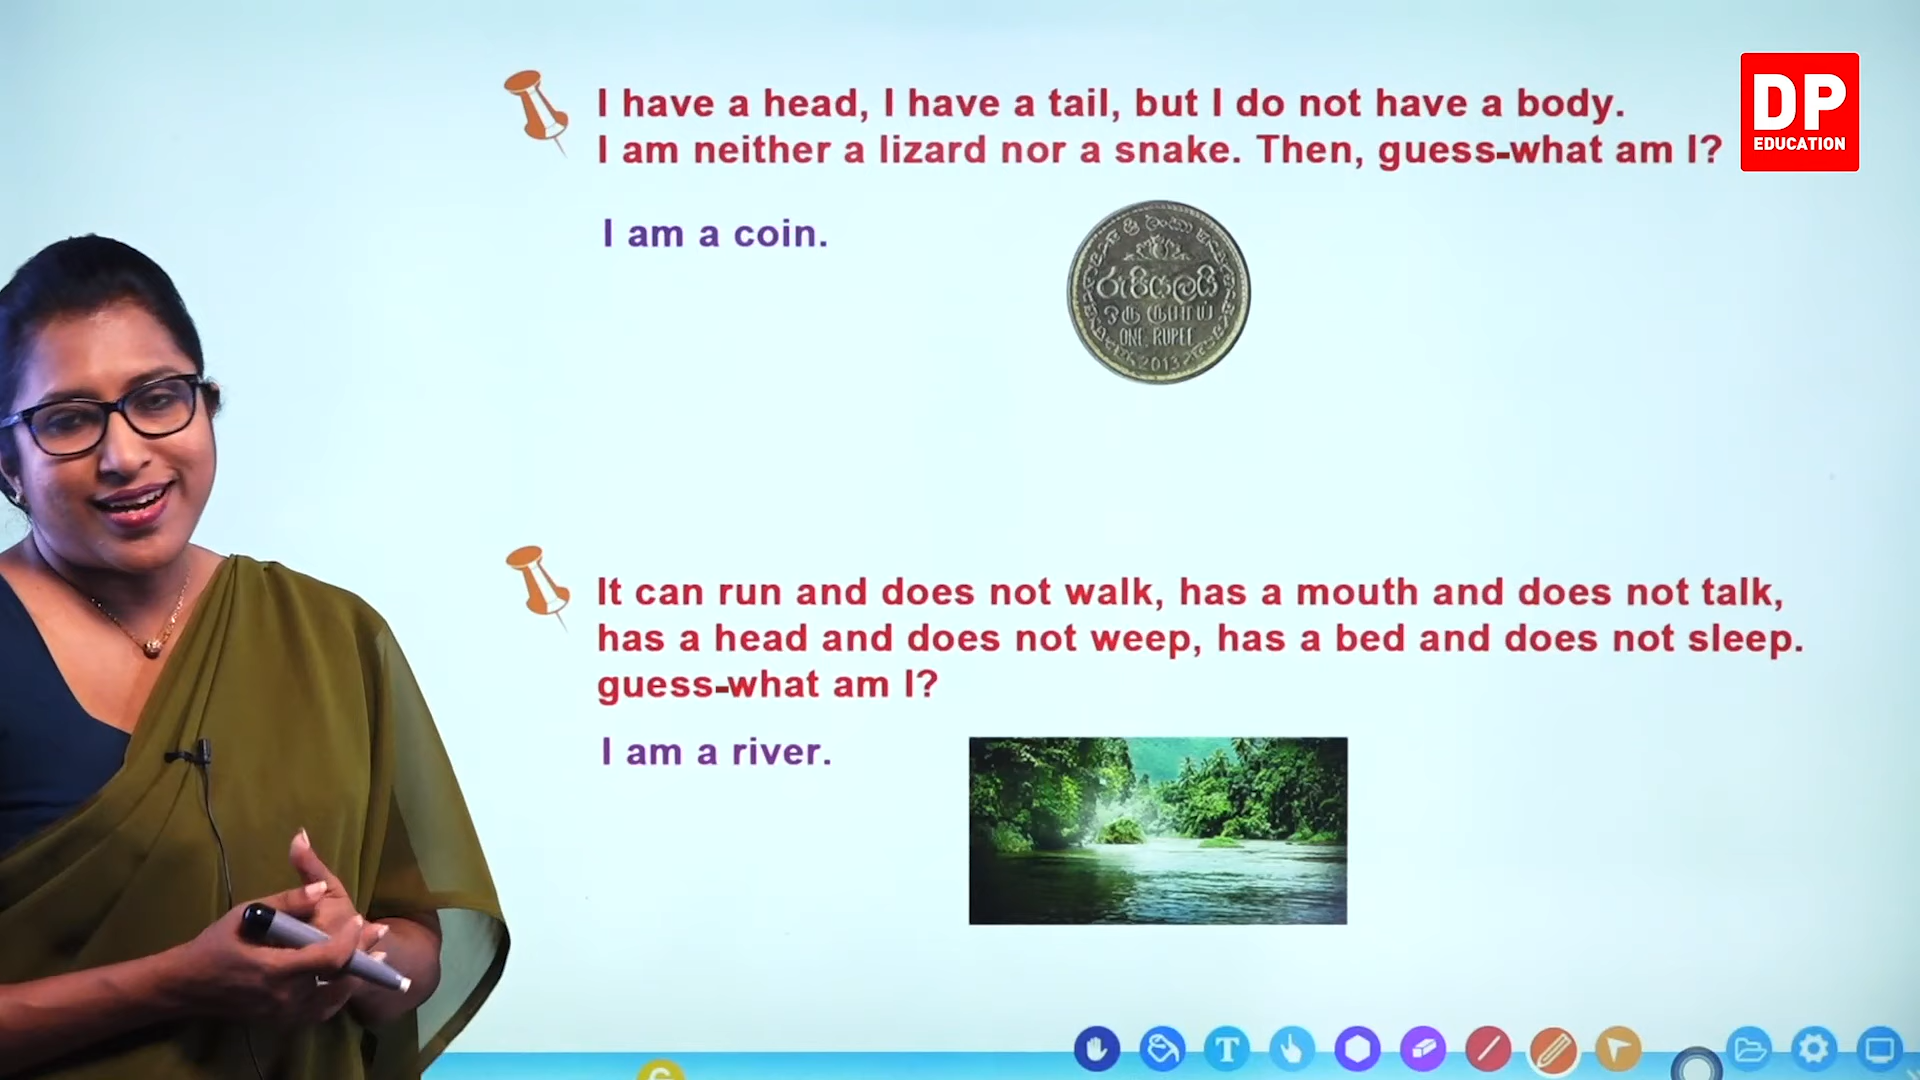 I have a head, I have a tail, but I do not have a body.
I am neither a lizard nor a snake. Then, guess-what am I?
DP
EDUCATION
I am a coin.
ශ්‍රී ලංකා
රුපියලයි
ஒரு ரூபாய்
ONE RUPEE
2013
It can run and does not walk, has a mouth and does not talk,
has a head and does not weep, has a bed and does not sleep.
guess-what am I?
I am a river.
T